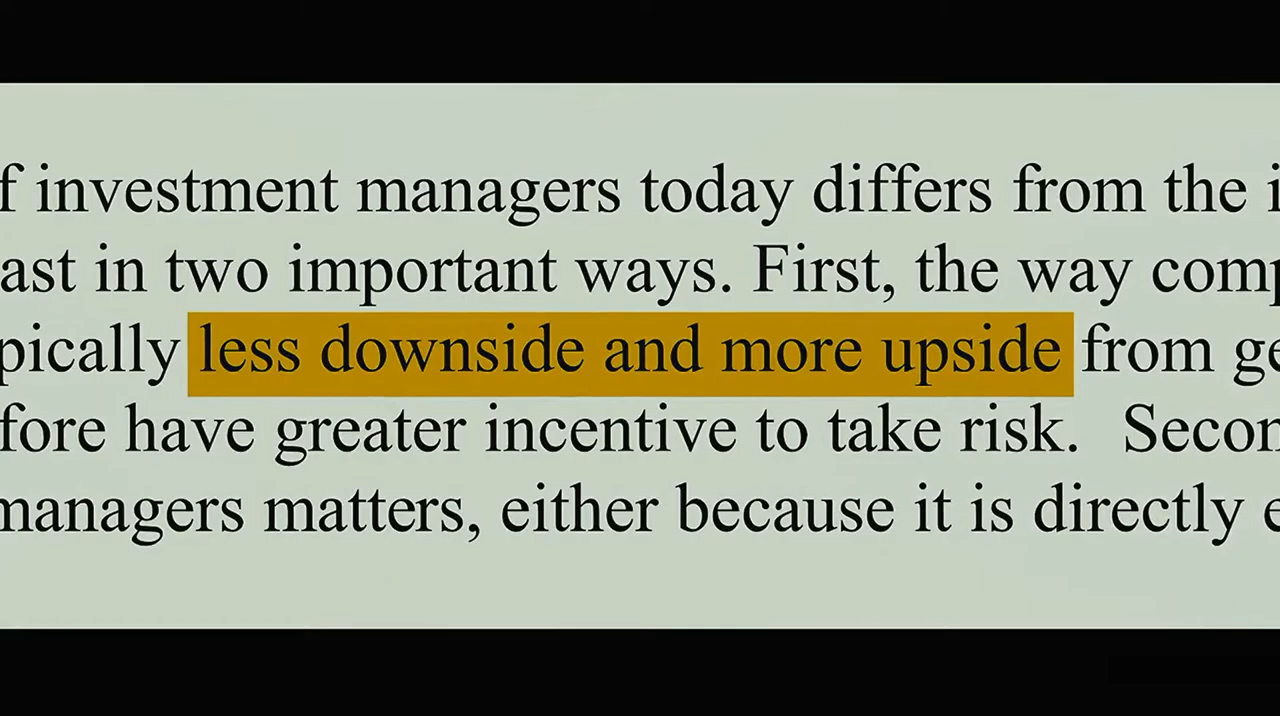 f investment managers today differs from the i
ast in two important ways. First, the way comp
pically less downside and more upside from ge
fore have greater incentive to take risk. Secon
managers matters, either because it is directly e